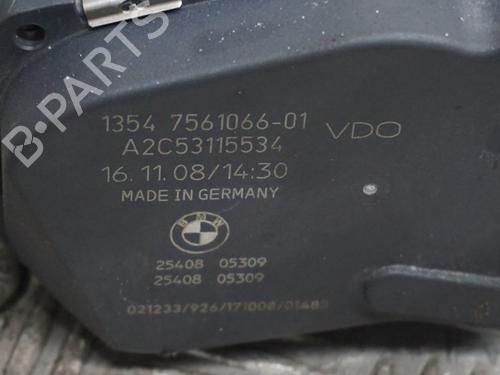 B-PARTS
1354 7561066-01 VDO
A2C53115534
16.11.08/14:30
MADE IN GERMANY
BMW
25408 05309
25408 05309
021233/926/171000/01483